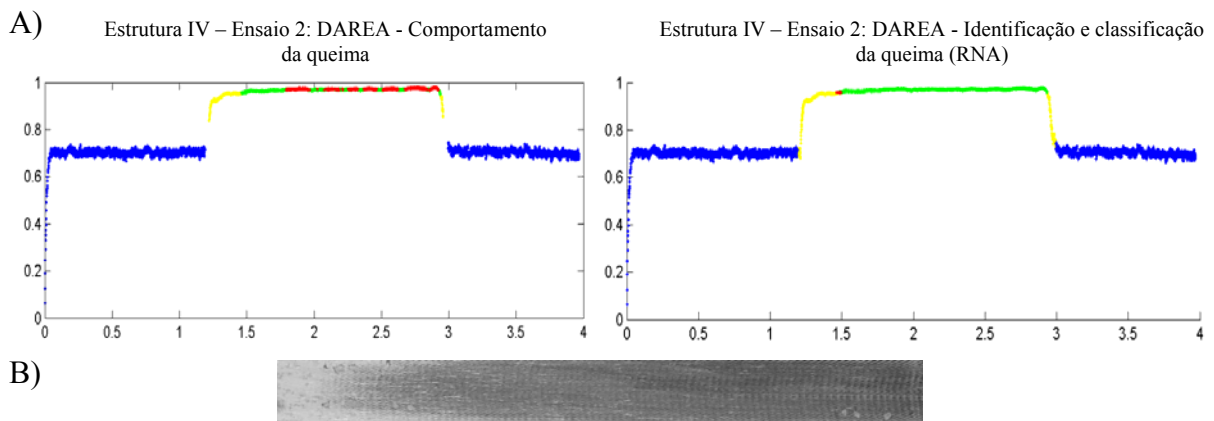 A)
Estrutura IV – Ensaio 2: DAREA - Comportamento
da queima
1
0.8
0.6
0.4
0.2
0
0 0.5 1 1.5 2 2.5 3 3.5 4
Estrutura IV – Ensaio 2: DAREA - Identificação e classificação
da queima (RNA)
1
0.8
0.6
0.4
0.2
0
0 0.5 1 1.5 2 2.5 3 3.5 4
B)